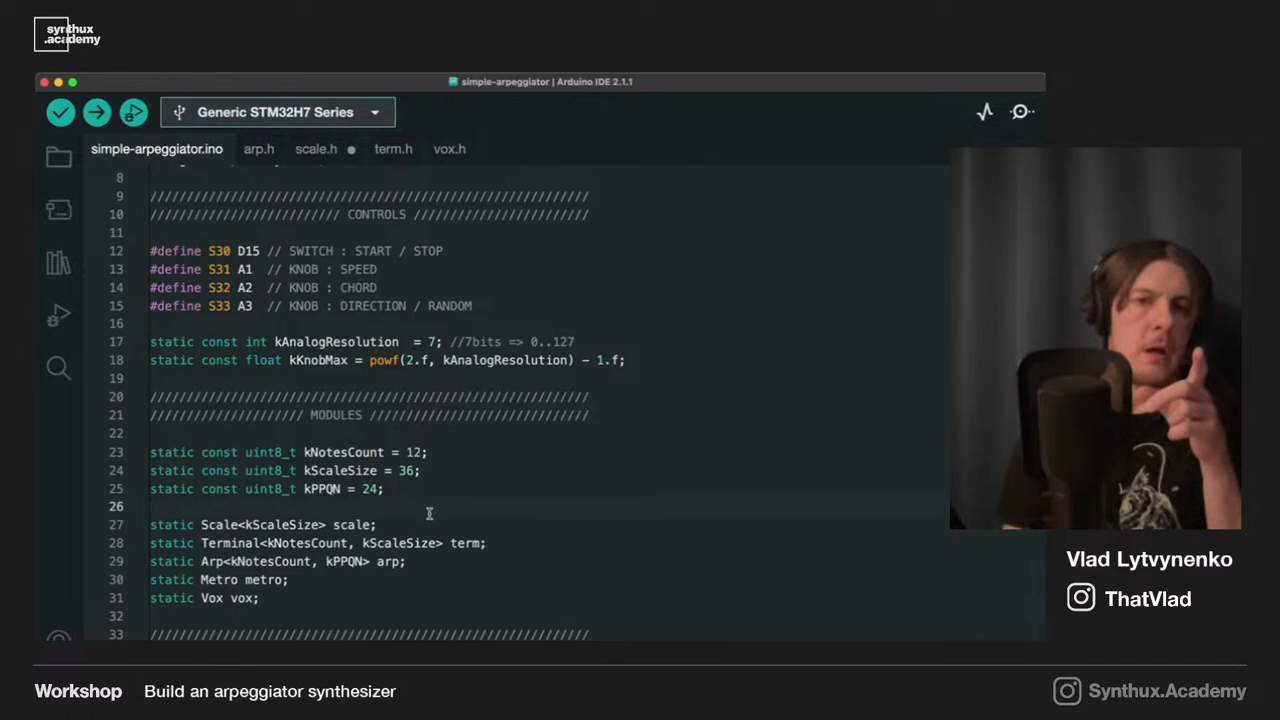 synthux
.academy
simple-arpeggiator | Arduino IDE 2.1.1
Generic STM32H7 Series
simple-arpeggiator.ino arp.h scale.h term.h vox.h
8
9 ////////////////////////////////////////////////////////////
10 ////////////////////////// CONTROLS ////////////////////////
11
12 #define S30 D15 // SWITCH : START / STOP
13 #define S31 A1 // KNOB : SPEED
14 #define S32 A2 // KNOB : CHORD
15 #define S33 A3 // KNOB : DIRECTION / RANDOM
16
17 static const int kAnalogResolution = 7; //7bits => 0..127
18 static const float kKnobMax = powf(2.f, kAnalogResolution) - 1.f;
19
20 ////////////////////////////////////////////////////////////
21 ///////////////////// MODULES //////////////////////////////
22
23 static const uint8_t kNotesCount = 12;
24 static const uint8_t kScaleSize = 36;
25 static const uint8_t kPPQN = 24;
26
27 static Scale<kScaleSize> scale;
28 static Terminal<kNotesCount, kScaleSize> term;
29 static Arp<kNotesCount, kPPQN> arp;
30 static Metro metro;
31 static Vox vox;
32
33 ////////////////////////////////////////////////////////////
Vlad Lytvynenko
ThatVlad
Workshop Build an arpeggiator synthesizer
Synthux.Academy